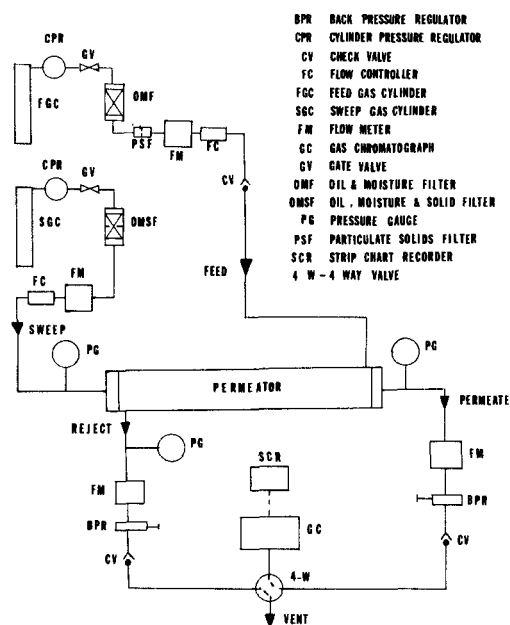 BPR BACK PRESSURE REGULATOR
CPR CYLINDER PRESSURE REGULATOR
CV CHECK VALVE
FC FLOW CONTROLLER
FGC FEED GAS CYLINDER
SGC SWEEP GAS CYLINDER
FM FLOW METER
GC GAS CHROMATOGRAPH
GV GATE VALVE
OMF OIL & MOISTURE FILTER
OMSF OIL, MOISTURE & SOLID FILTER
PG PRESSURE GAUGE
PSF PARTICULATE SOLIDS FILTER
SCR STRIP CHART RECORDER
4 W - 4 WAY VALVE
CPR
GV
FGC
OMF
PSF
FM
FC
CV
CPR
GV
SGC
OMSF
FC
FM
FEED
SWEEP
PG
PG
PERMEATOR
PERMEATE
REJECT
PG
SCR
FM
FM
BPR
GC
BPR
CV
CV
4-W
VENT